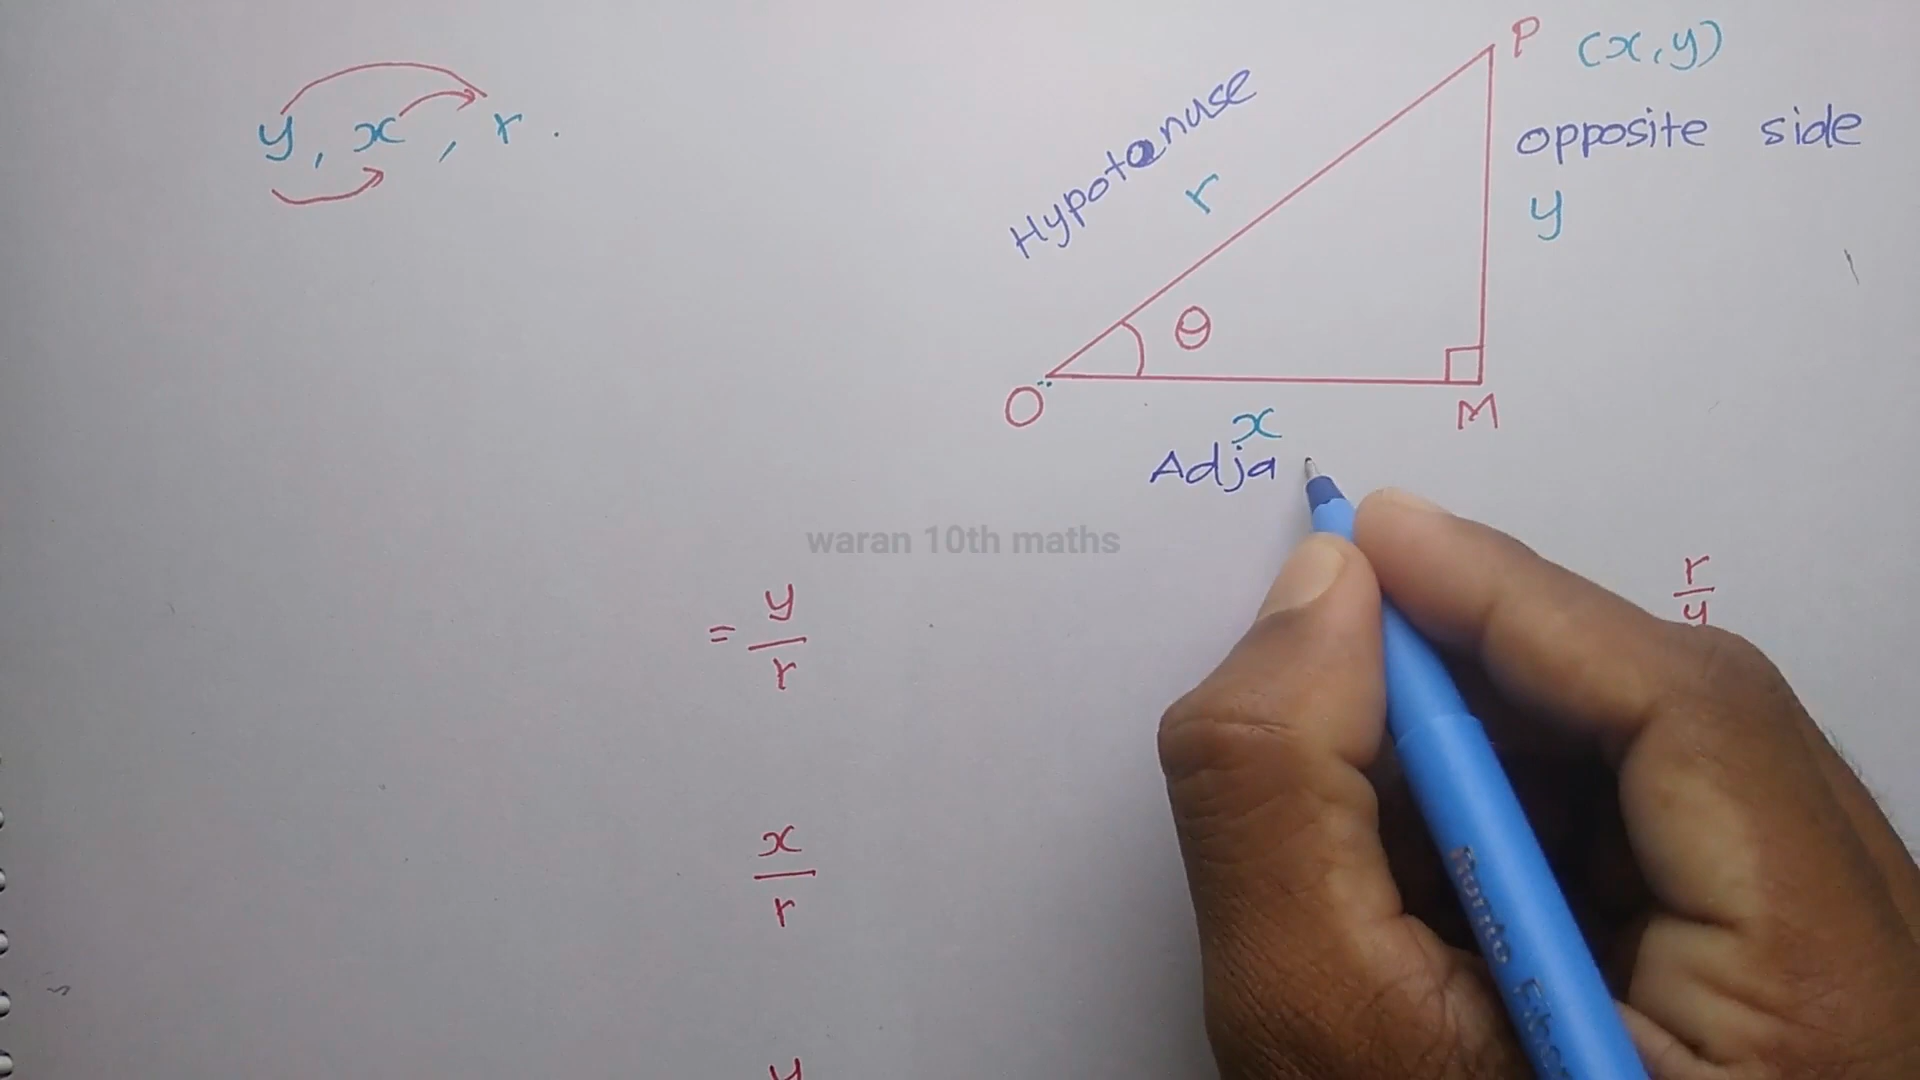 y, x, r.
P (x, y)
Hypotenuse
r
opposite side
y
θ
O
M
x
Adja
waran 10th maths
= y/r
r/y
x/r
y